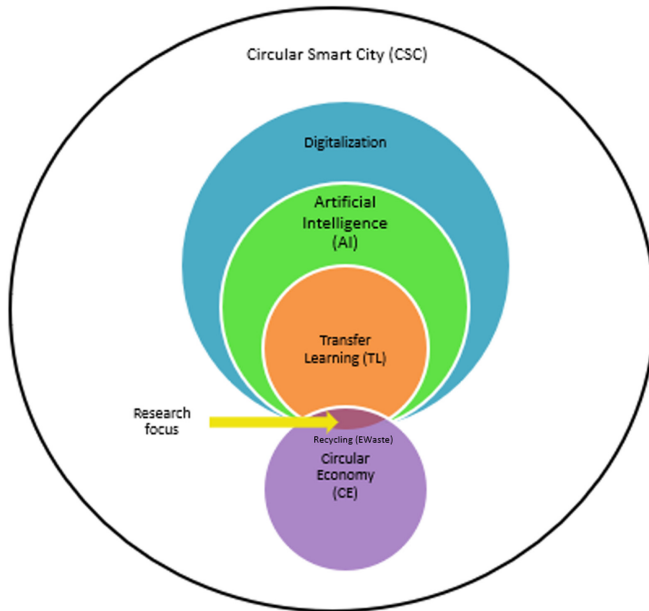 Circular Smart City (CSC)
Digitalization
Artificial
Intelligence
(AI)
Transfer
Learning (TL)
Research
focus
Recycling (EWaste)
Circular
Economy
(CE)